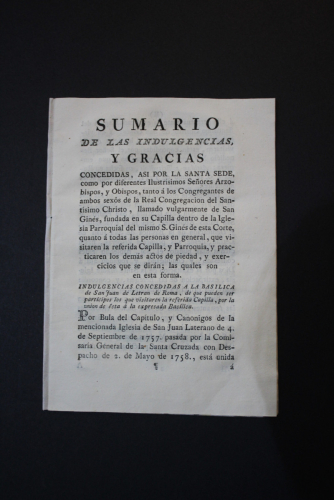 SUMARIO
DE LAS INDULGENCIAS,
Y GRACIAS
CONCEDIDAS, ASI POR LA SANTA SEDE,
como por diferentes Ilustrisimos Señores Arzo-
bispos, y Obispos, tanto á los Congregantes de
ambos sexôs de la Real Congregacion del San-
tisimo Christo, llamado vulgarmente de San
Ginés, fundada en su Capilla dentro de la Igle-
sia Parroquial del mismo S. Ginés de esta Corte,
quanto á todas las personas en general, que vi-
sitaren la referida Capilla, y Parroquia, y prac-
ticaren los demás actos de piedad, y exer-
cicios que se dirán; las quales son
en esta forma.
INDULGENCIAS CONCEDIDAS A LA BASILICA
de San Juan de Letran de Roma, de que pueden ser
participes los que visitaren la referida Capilla, por la
union de ésta á la expresada Basílica.
Por Bula del Capitulo, y Canonigos de la
mencionada Iglesia de San Juan Laterano de 4.
de Septiembre de 1757. pasada por la Comi-
saría General de la Santa Cruzada con Des-
pacho de 2. de Mayo de 1758., está unida
á